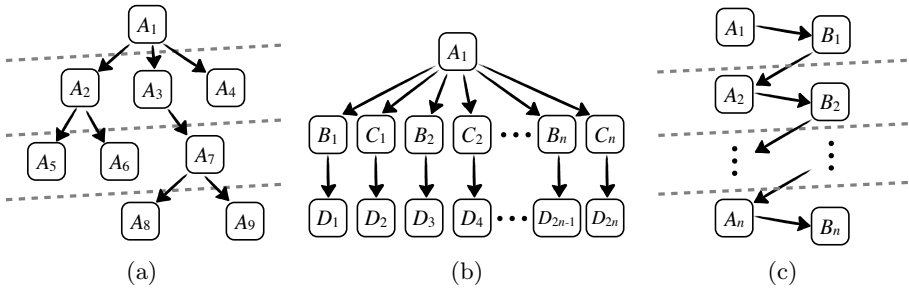 A₁
A₂ A₃ A₄
A₅ A₆ A₇
A₈ A₉
(a)
A₁
B₁ C₁ B₂ C₂ ••• Bₙ Cₙ
D₁ D₂ D₃ D₄ ••• D₂ₙ₋₁ D₂ₙ
(b)
A₁ B₁
A₂ B₂
Aₙ Bₙ
(c)